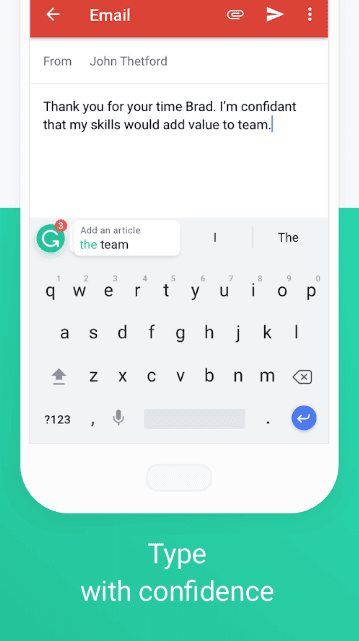 Email
From John Thetford
Thank you for your time Brad. I'm confidant
that my skills would add value to team.
3
Add an article
the team
I
The
1 2 3 4 5 6 7 8 9 0
q w e r t y u i o p
a s d f g h j k l
z x c v b n m
?123 , .
Type
with confidence